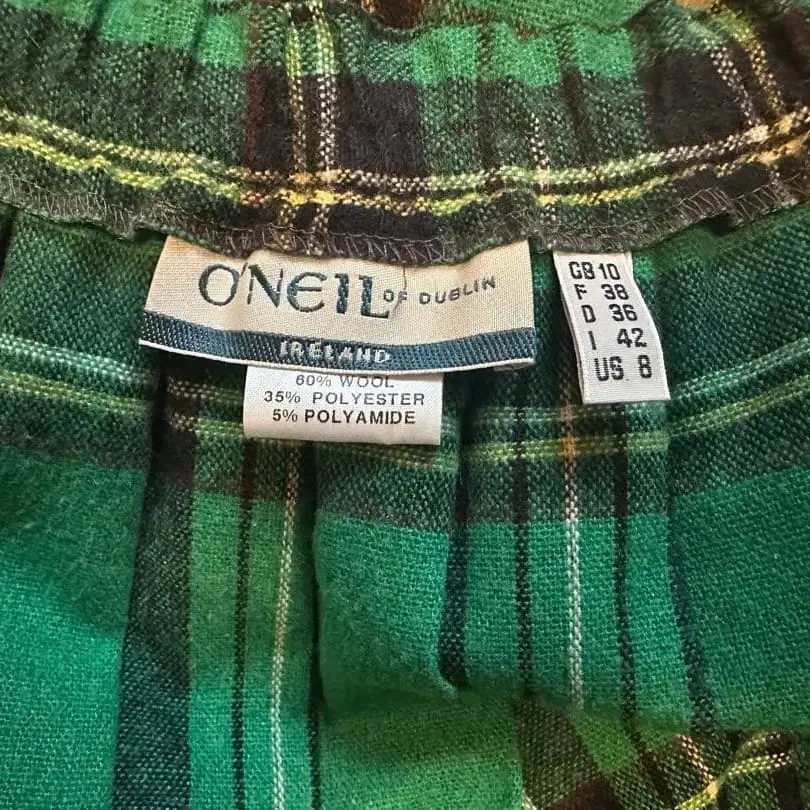 O'NEIL OF DUBLIN
IRELAND
60% WOOL
35% POLYESTER
5% POLYAMIDE
GB 10
F 38
D 36
I 42
US 8